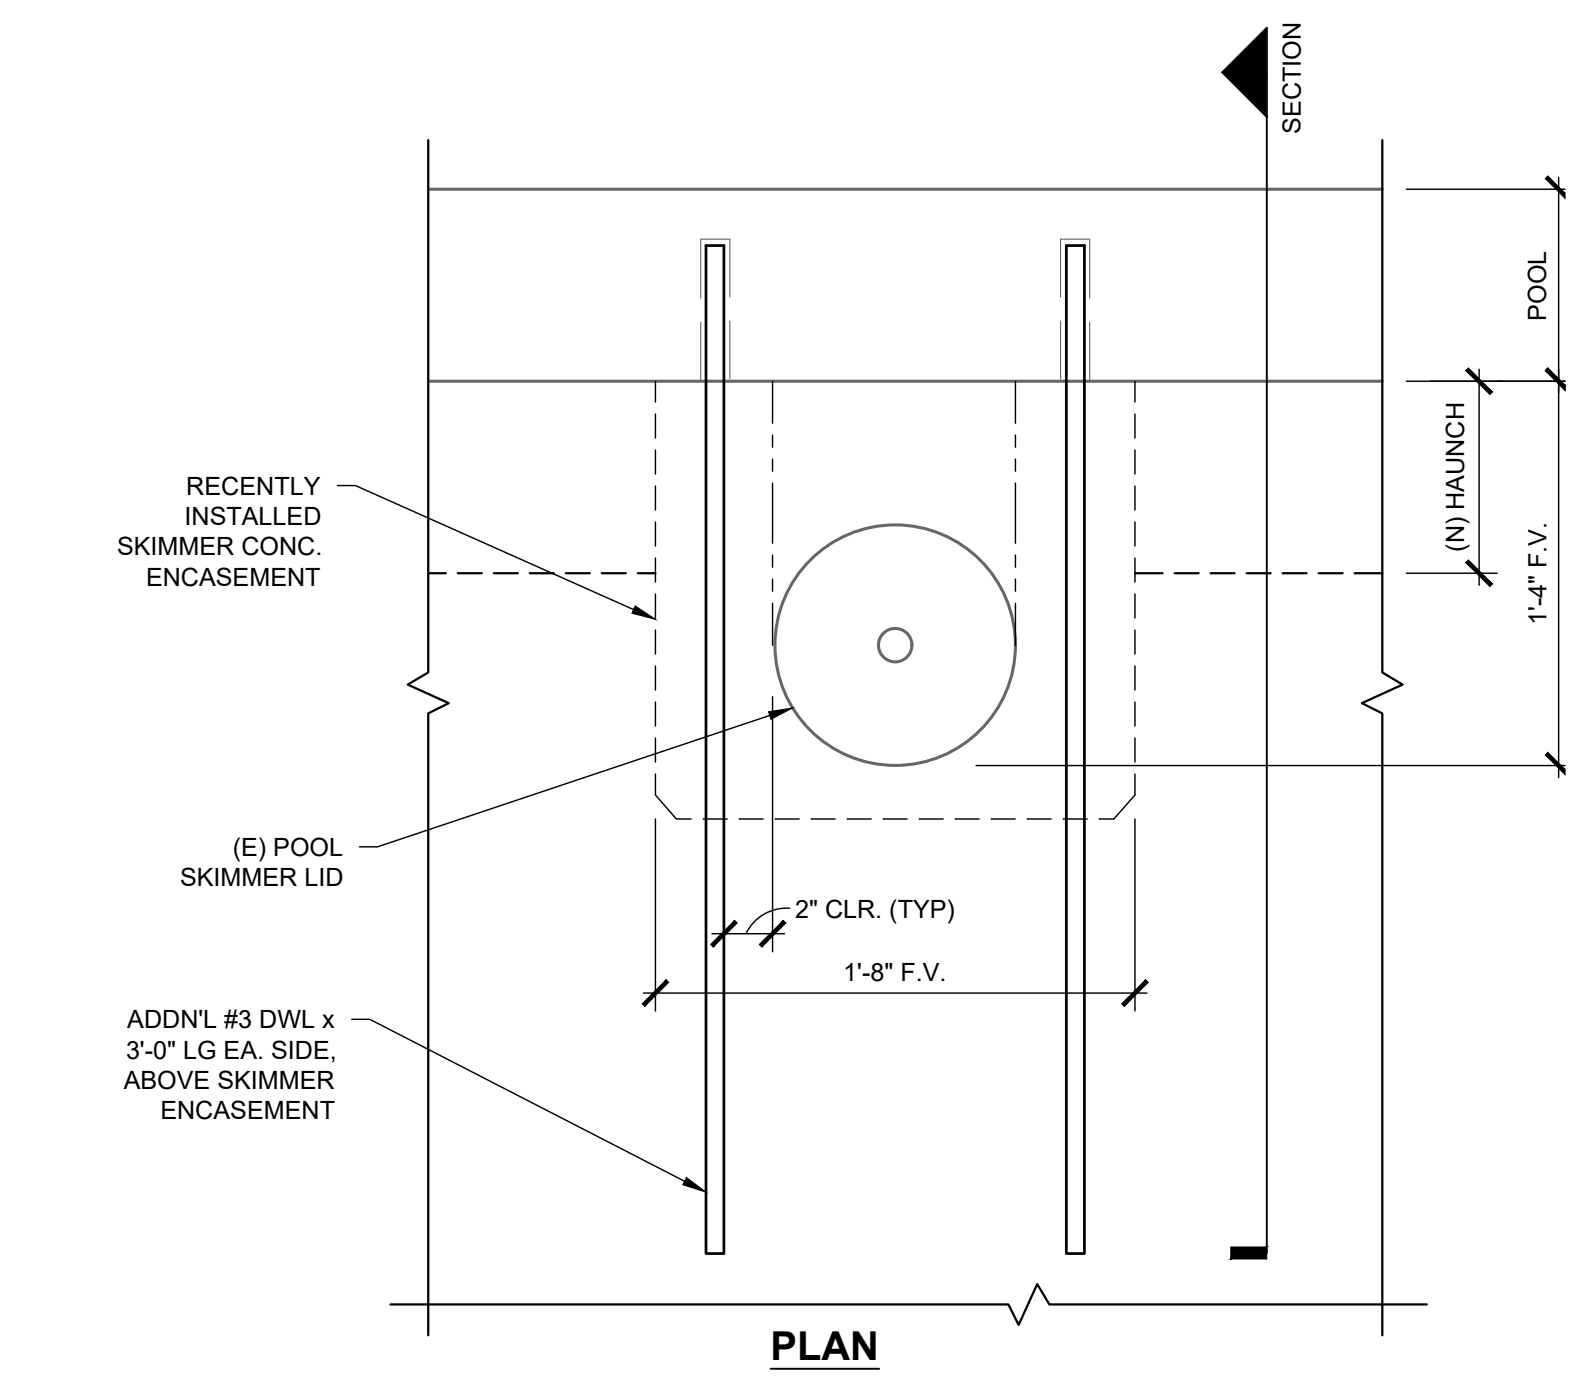 SECTION
POOL
(N) HAUNCH
1'-4" F.V.
RECENTLY
INSTALLED
SKIMMER CONC.
ENCASEMENT
(E) POOL
SKIMMER LID
2" CLR. (TYP)
1'-8" F.V.
ADDN'L #3 DWL x
3'-0" LG EA. SIDE,
ABOVE SKIMMER
ENCASEMENT
PLAN